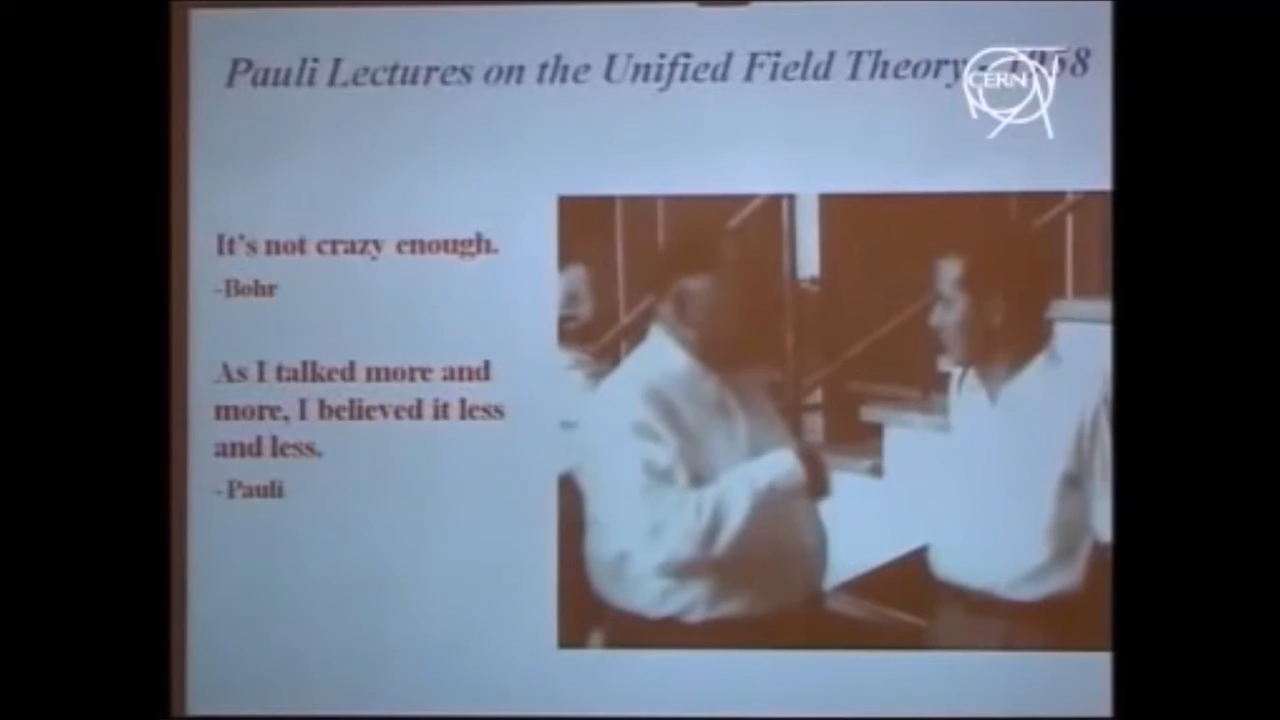 Pauli Lectures on the Unified Field Theory - 1958
CERN
It's not crazy enough.
-Bohr
As I talked more and
more, I believed it less
and less.
-Pauli